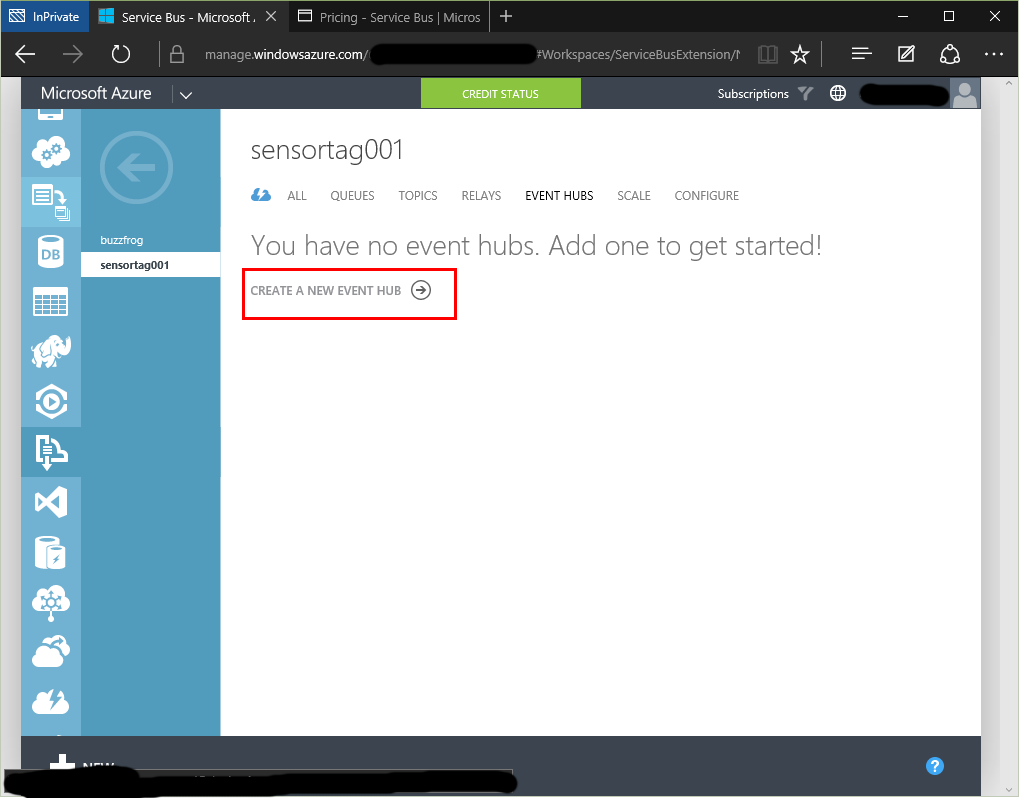 InPrivate
Service Bus - Microsoft A
Pricing - Service Bus | Micros
manage.windowsazure.com/
#Workspaces/ServiceBusExtension/
Microsoft Azure
CREDIT STATUS
Subscriptions
sensortag001
ALL QUEUES TOPICS RELAYS EVENT HUBS SCALE CONFIGURE
You have no event hubs. Add one to get started!
CREATE A NEW EVENT HUB
buzzfrog
sensortag001
DB
NEW
?